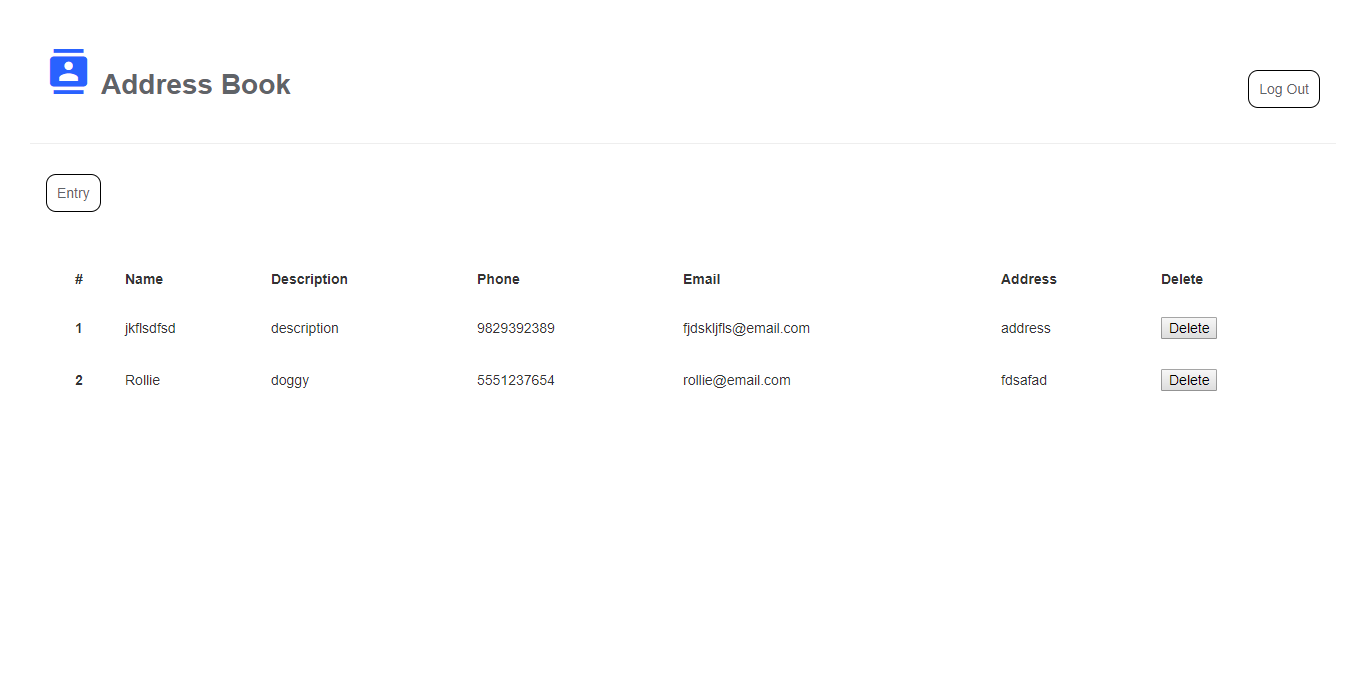 Address Book
Log Out
Entry
# Name Description Phone Email Address Delete
1 jkflsdfsd description 9829392389 fjdskljfls@email.com address Delete
2 Rollie doggy 5551237654 rollie@email.com fdsafad Delete